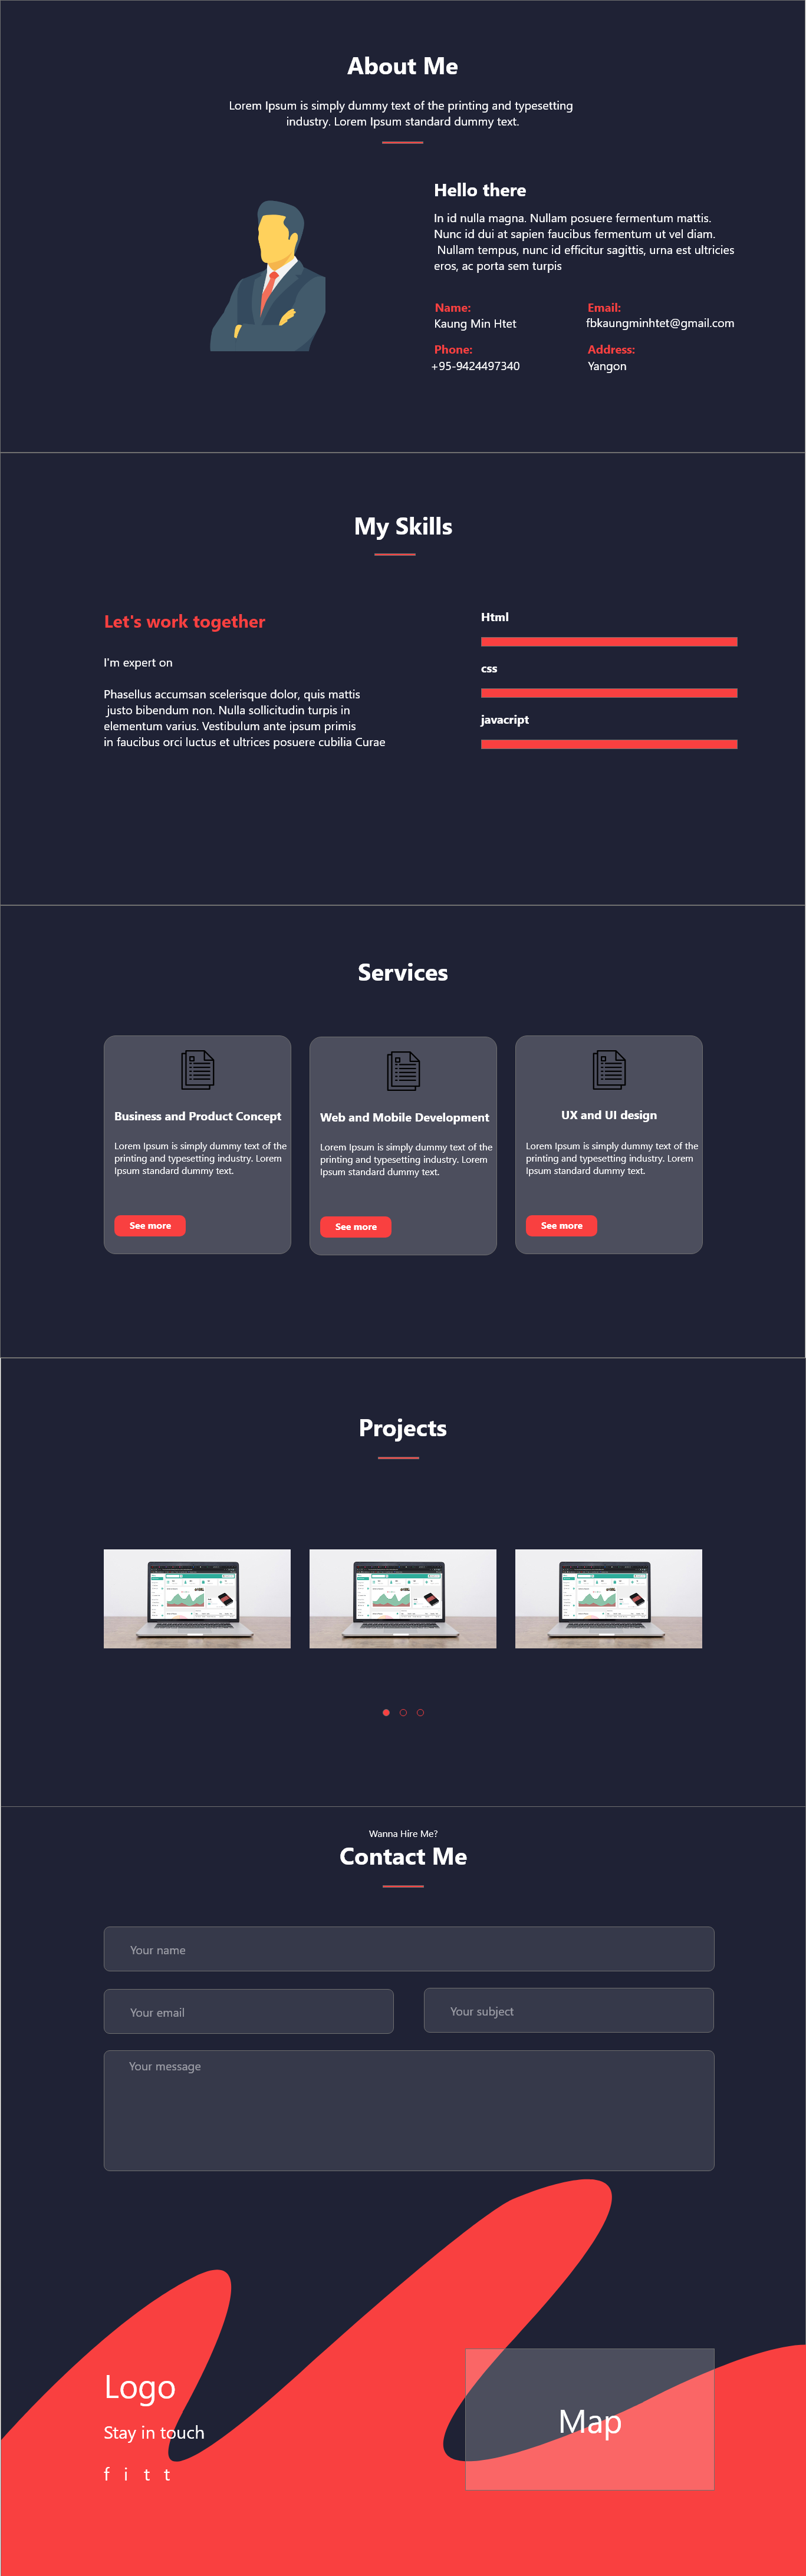 About Me
Lorem Ipsum is simply dummy text of the printing and typesetting
industry. Lorem Ipsum standard dummy text.
Hello there
In id nulla magna. Nullam posuere fermentum mattis.
Nunc id dui at sapien faucibus fermentum ut vel diam.
Nullam tempus, nunc id efficitur sagittis, urna est ultricies
eros, ac porta sem turpis
Name:
Kaung Min Htet
Email:
fbkaungminhtet@gmail.com
Phone:
+95-9424497340
Address:
Yangon
My Skills
Let's work together
I'm expert on
Phasellus accumsan scelerisque dolor, quis mattis
justo bibendum non. Nulla sollicitudin turpis in
elementum varius. Vestibulum ante ipsum primis
in faucibus orci luctus et ultrices posuere cubilia Curae
Html
css
javacript
Services
Business and Product Concept
Lorem Ipsum is simply dummy text of the
printing and typesetting industry. Lorem
Ipsum standard dummy text.
See more
Web and Mobile Development
Lorem Ipsum is simply dummy text of the
printing and typesetting industry. Lorem
Ipsum standard dummy text.
See more
UX and UI design
Lorem Ipsum is simply dummy text of the
printing and typesetting industry. Lorem
Ipsum standard dummy text.
See more
Projects
Wanna Hire Me?
Contact Me
Your name
Your email
Your subject
Your message
Logo
Stay in touch
f i t t
Map